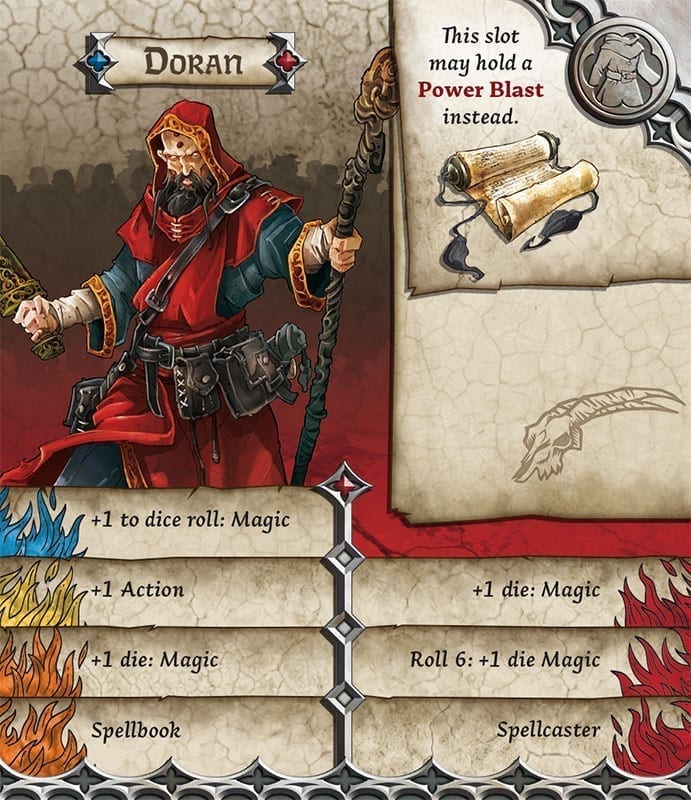 Doran
This slot
may hold a
Power Blast
instead.
+1 to dice roll: Magic
+1 Action
+1 die: Magic
Spellbook
+1 die: Magic
Roll 6: +1 die Magic
Spellcaster